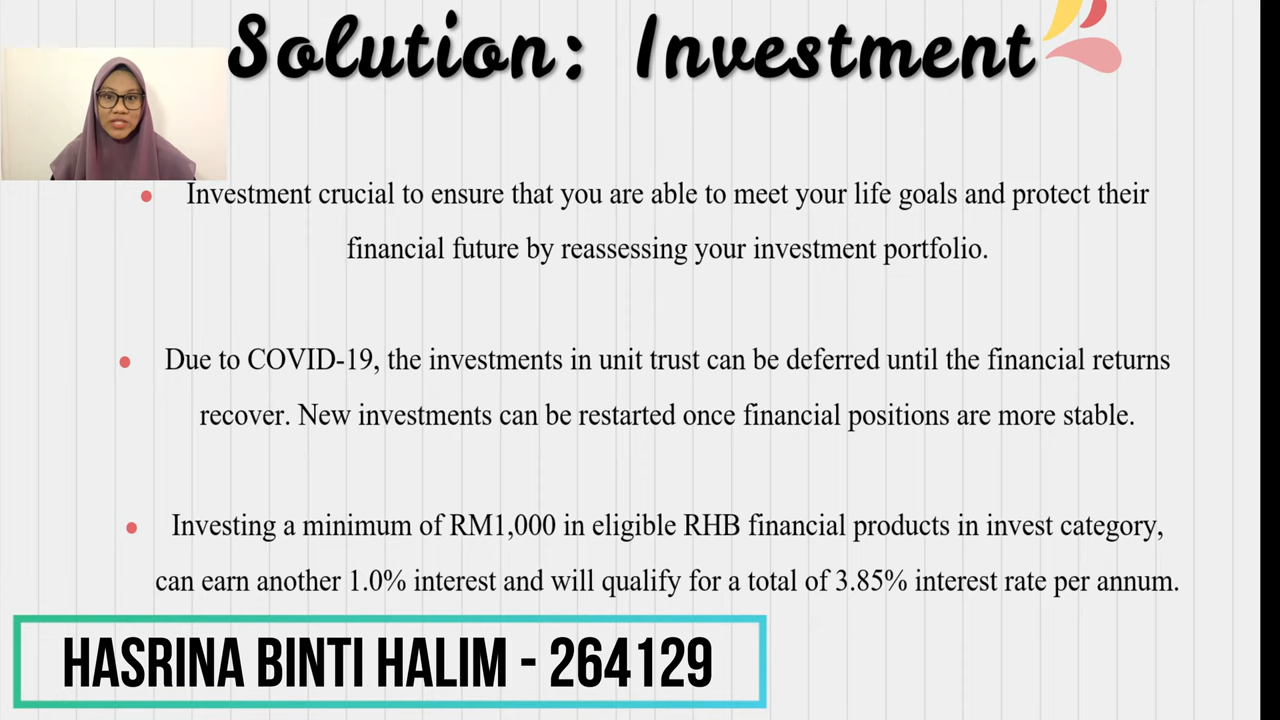 Solution: Investment
Investment crucial to ensure that you are able to meet your life goals and protect their
financial future by reassessing your investment portfolio.
Due to COVID-19, the investments in unit trust can be deferred until the financial returns
recover. New investments can be restarted once financial positions are more stable.
Investing a minimum of RM1,000 in eligible RHB financial products in invest category,
can earn another 1.0% interest and will qualify for a total of 3.85% interest rate per annum.
HASRINA BINTI HALIM - 264129